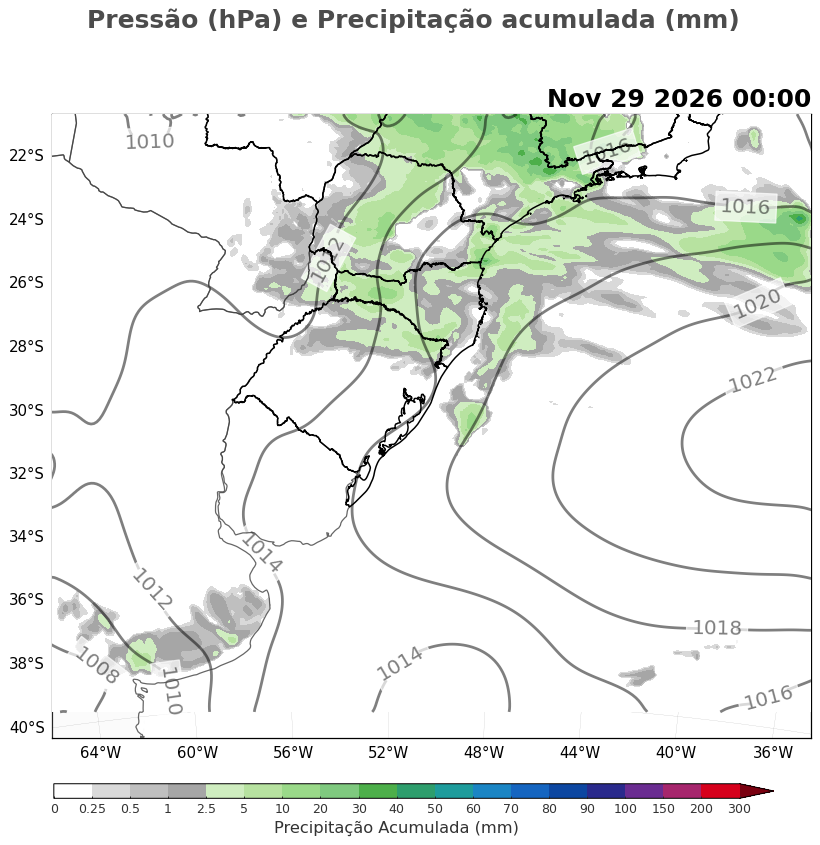 Pressão (hPa) e Precipitação acumulada (mm)
Nov 29 2026 00:00
1010
1016
22°S
1016
24°S
1012
26°S
1020
28°S
1022
30°S
32°S
34°S
1014
36°S
1012
1018
38°S
1008
1010
1014
1016
40°S
64°W 60°W 56°W 52°W 48°W 44°W 40°W 36°W
0 0.25 0.5 1 2.5 5 10 20 30 40 50 60 70 80 90 100 150 200 300
Precipitação Acumulada (mm)